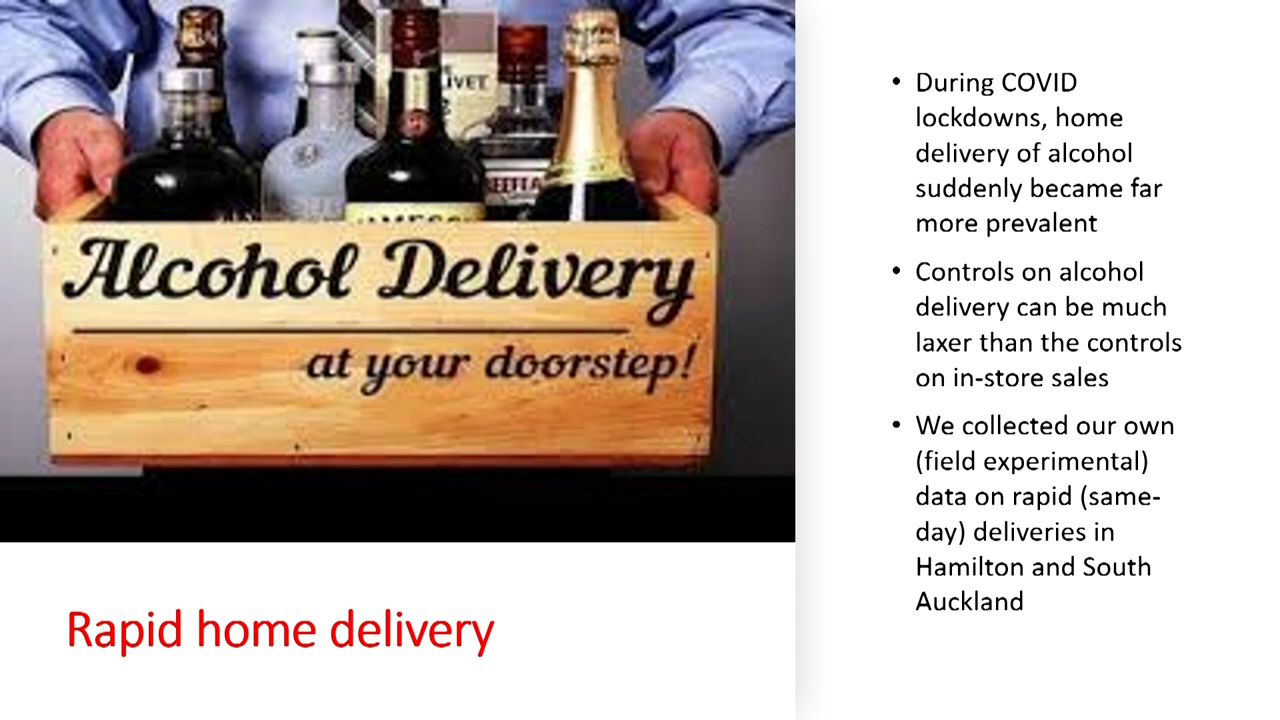 Alcohol Delivery
at your doorstep!
Rapid home delivery
• During COVID
lockdowns, home
delivery of alcohol
suddenly became far
more prevalent
• Controls on alcohol
delivery can be much
laxer than the controls
on in-store sales
• We collected our own
(field experimental)
data on rapid (same-
day) deliveries in
Hamilton and South
Auckland